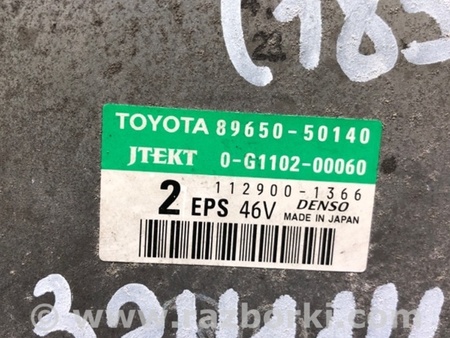 (185
TOYOTA 89650-50140
JTEKT 0-G1102-00060
112900-1366
2 EPS 46V DENSO
MADE IN JAPAN
www.razborki.com